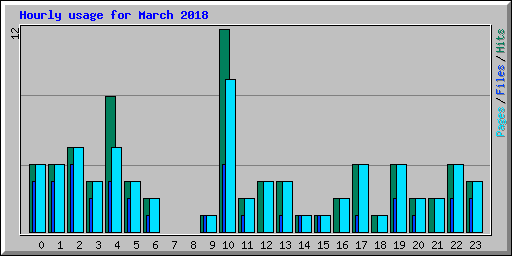 Hourly usage for March 2018
12
Pages / Files / Hits
0 1 2 3 4 5 6 7 8 9 10 11 12 13 14 15 16 17 18 19 20 21 22 23